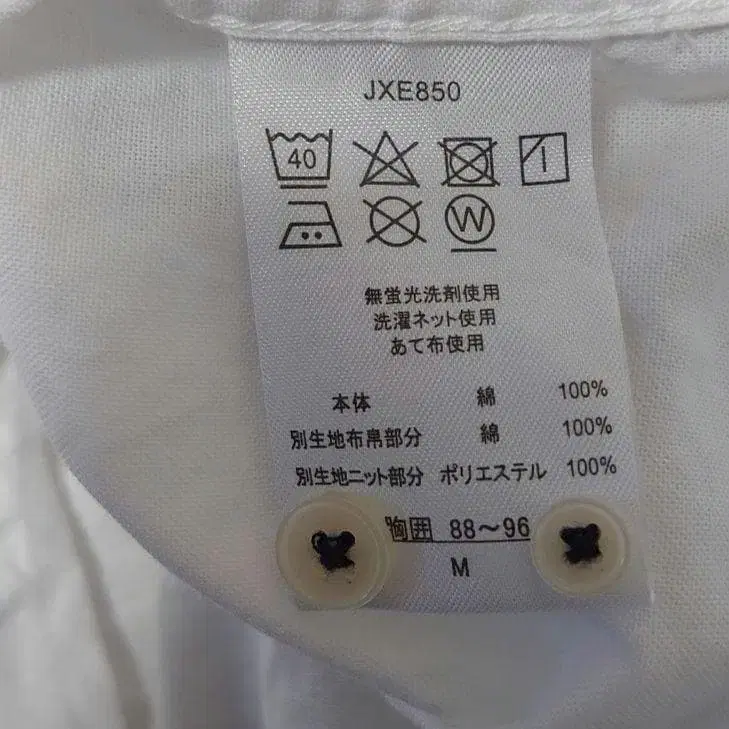 JXE850
40
W
無蛍光洗剤使用
洗濯ネット使用
あて布使用
本体 綿 100%
別生地布帛部分 綿 100%
別生地ニット部分 ポリエステル 100%
胸囲 88〜96
M